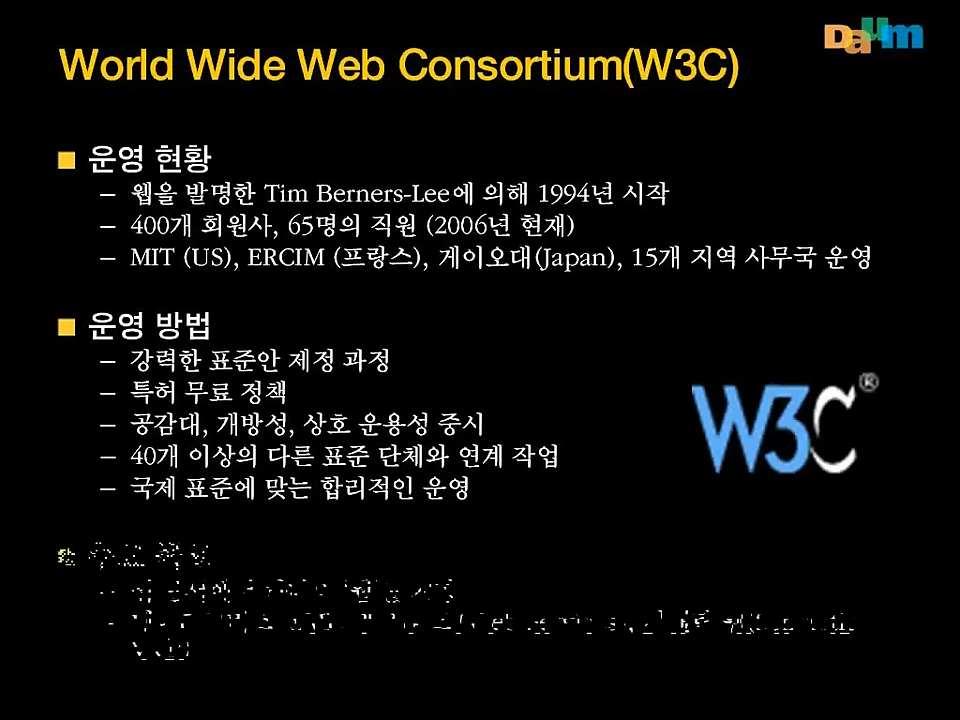 Daum
World Wide Web Consortium(W3C)
운영 현황
– 웹을 발명한 Tim Berners-Lee에 의해 1994년 시작
– 400개 회원사, 65명의 직원 (2006년 현재)
– MIT (US), ERCIM (프랑스), 게이오대(Japan), 15개 지역 사무국 운영
운영 방법
– 강력한 표준안 제정 과정
– 특허 무료 정책
– 공감대, 개방성, 상호 운용성 중시
– 40개 이상의 다른 표준 단체와 연계 작업
– 국제 표준에 맞는 합리적인 운영
W3C®